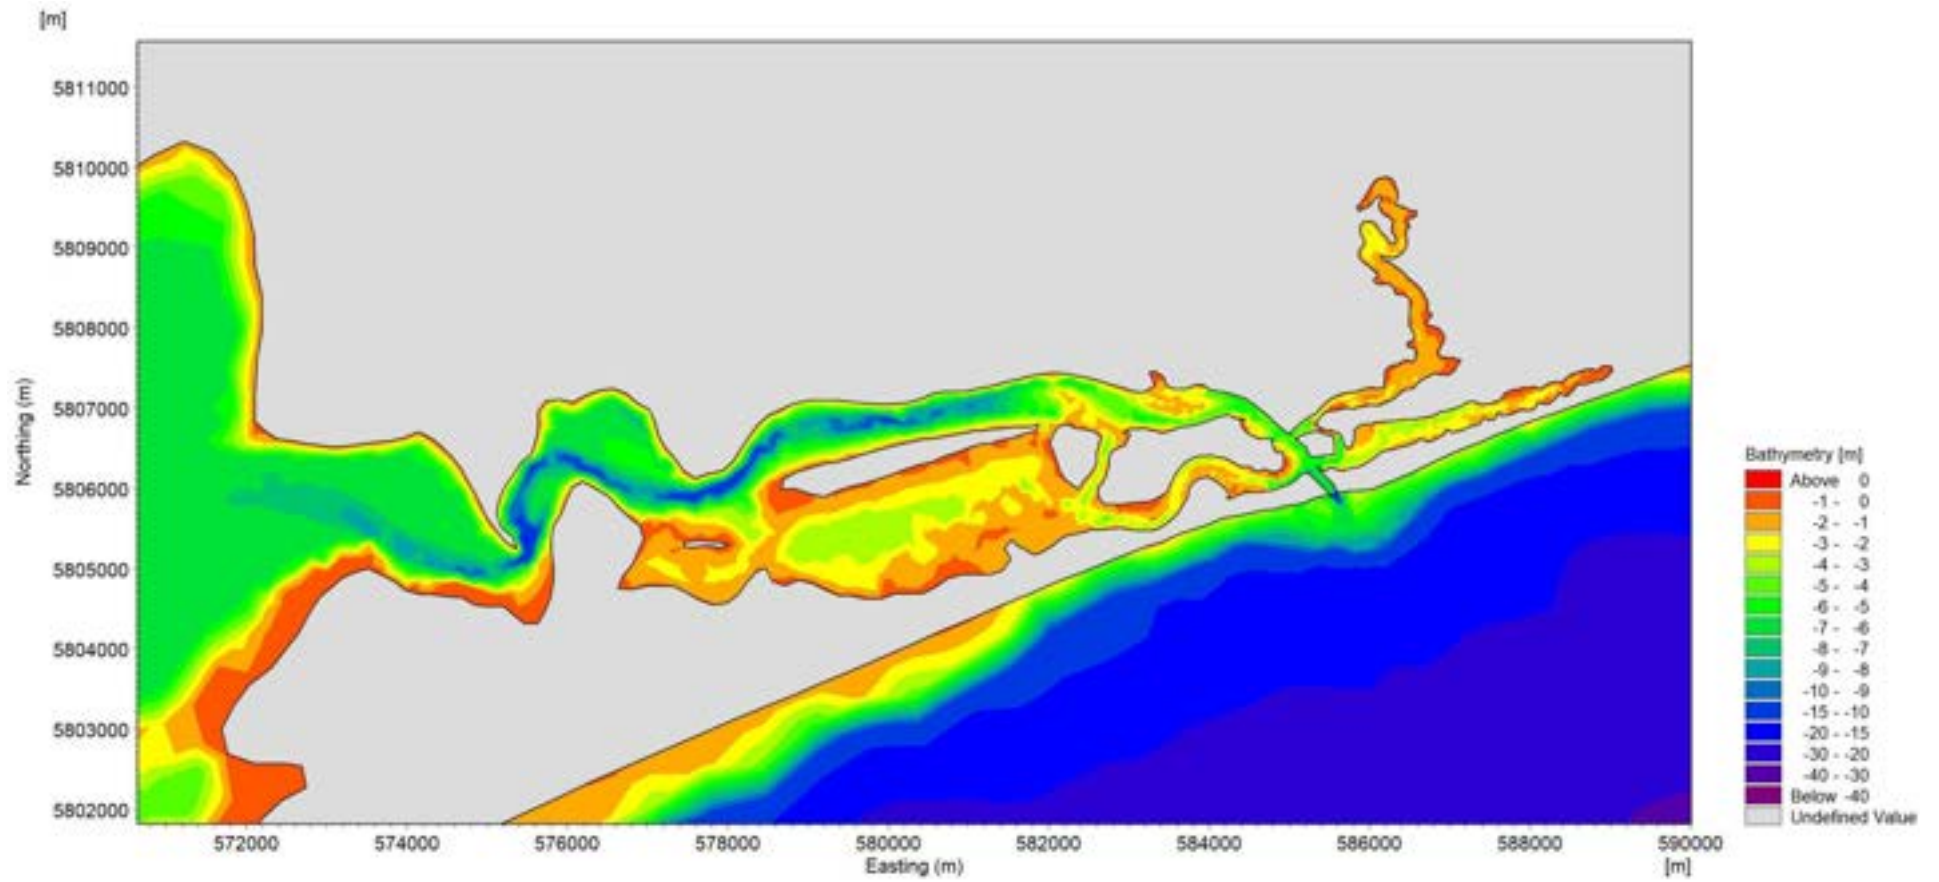 [m]
5811000
5810000
5809000
5808000
5807000
5806000
5805000
5804000
5803000
5802000
Northing (m)
572000 574000 576000 578000 580000 582000 584000 586000 588000 590000
Easting (m)
[m]
Bathymetry [m]
Above 0
-1 - 0
-2 - -1
-3 - -2
-4 - -3
-5 - -4
-6 - -5
-7 - -6
-8 - -7
-9 - -8
-10 - -9
-15 - -10
-20 - -15
-30 - -20
-40 - -30
Below -40
Undefined Value